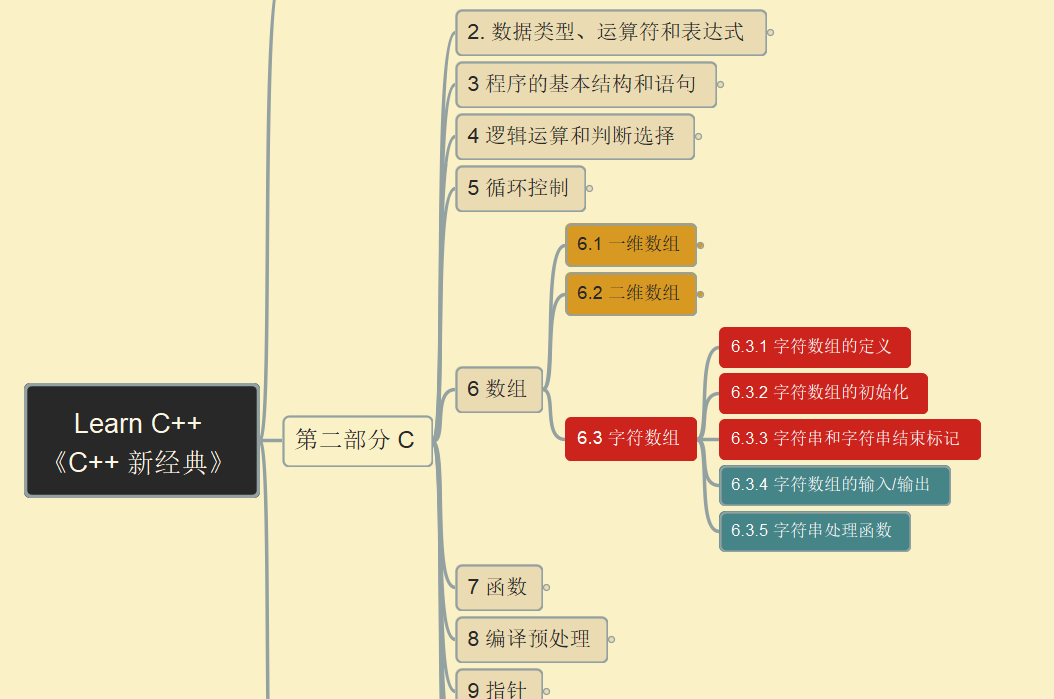 2. 数据类型、运算符和表达式
3 程序的基本结构和语句
4 逻辑运算和判断选择
5 循环控制
6.1 一维数组
6.2 二维数组
6 数组
6.3 字符数组
6.3.1 字符数组的定义
6.3.2 字符数组的初始化
6.3.3 字符串和字符串结束标记
6.3.4 字符数组的输入/输出
6.3.5 字符串处理函数
Learn C++
《C++ 新经典》
第二部分 C
7 函数
8 编译预处理
9 指针